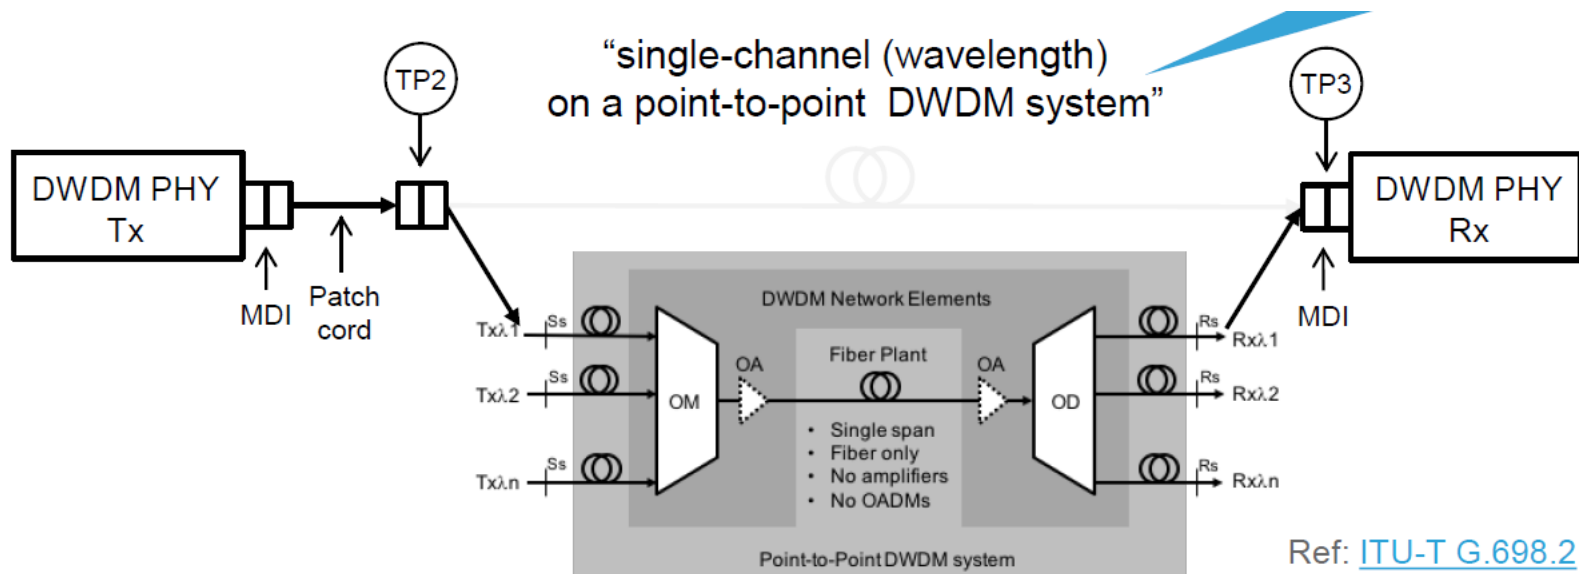 “single-channel (wavelength)
on a point-to-point DWDM system”
TP2
TP3
DWDM PHY
Tx
DWDM PHY
Rx
MDI
Patch
cord
MDI
DWDM Network Elements
Txλ1
Ss
Rs
Rxλ1
Fiber Plant
OA
OA
Txλ2
Ss
Rs
Rxλ2
OM
OD
• Single span
• Fiber only
• No amplifiers
• No OADMs
Txλn
Ss
Rs
Rxλn
Point-to-Point DWDM system
Ref: ITU-T G.698.2